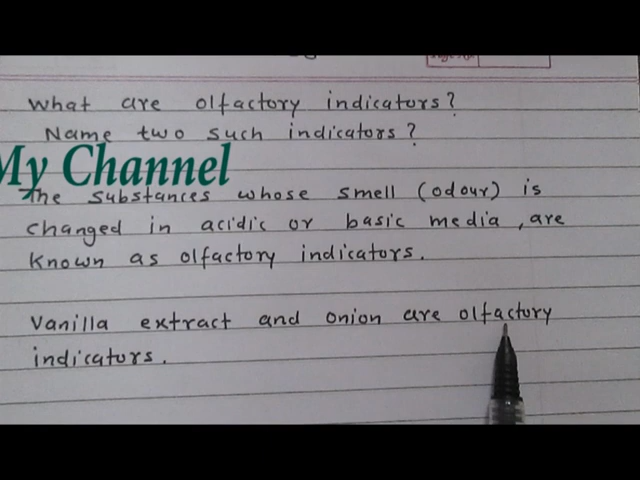 What are olfactory indicators?
Name two such indicators?
My Channel
The substances whose smell (odour) is
changed in acidic or basic media, are
known as olfactory indicators.
Vanilla extract and onion are olfactory
indicators.